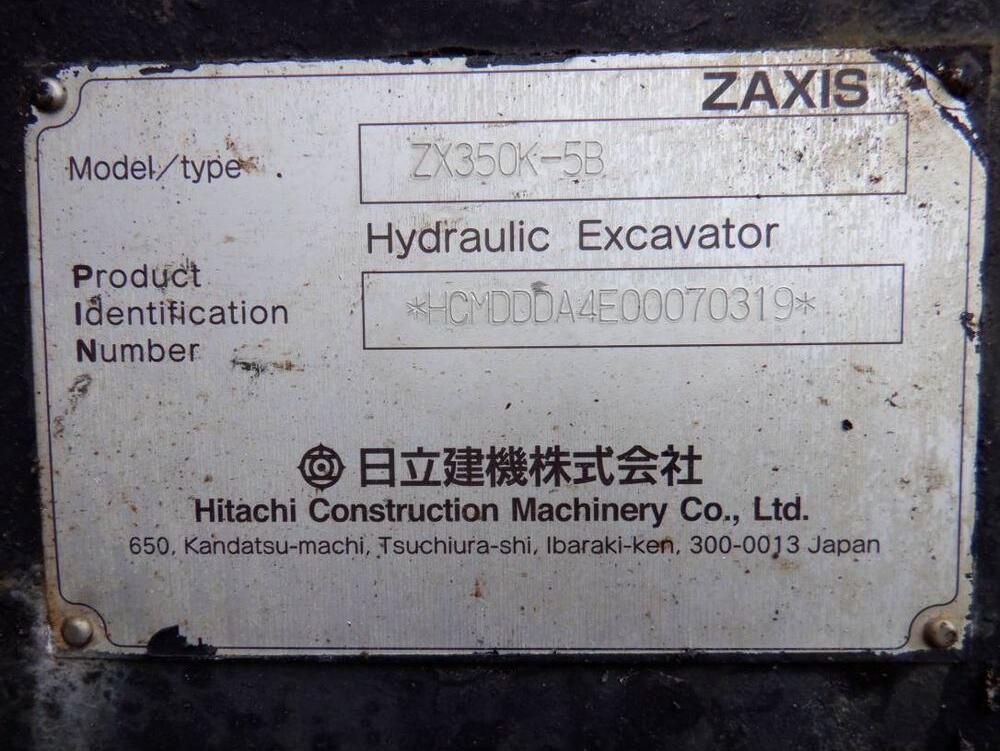 ZAXIS
Model/type ZX350K-5B
Hydraulic Excavator
Product
Identification
Number
*HCMDDDA4E00070319*
日立建機株式会社
Hitachi Construction Machinery Co., Ltd.
650, Kandatsu-machi, Tsuchiura-shi, Ibaraki-ken, 300-0013 Japan